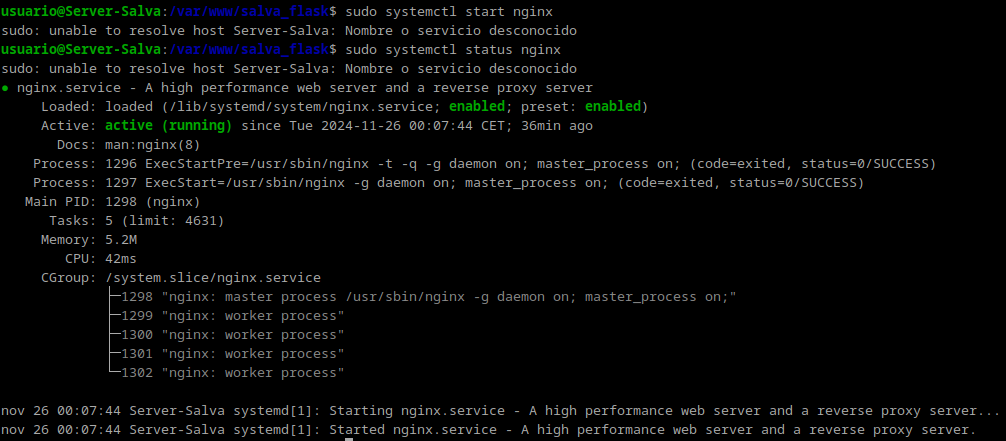 usuario@Server-Salva:/var/www/salva_flask$ sudo systemctl start nginx
sudo: unable to resolve host Server-Salva: Nombre o servicio desconocido
usuario@Server-Salva:/var/www/salva_flask$ sudo systemctl status nginx
sudo: unable to resolve host Server-Salva: Nombre o servicio desconocido
● nginx.service - A high performance web server and a reverse proxy server
     Loaded: loaded (/lib/systemd/system/nginx.service; enabled; preset: enabled)
     Active: active (running) since Tue 2024-11-26 00:07:44 CET; 36min ago
       Docs: man:nginx(8)
    Process: 1296 ExecStartPre=/usr/sbin/nginx -t -q -g daemon on; master_process on; (code=exited, status=0/SUCCESS)
    Process: 1297 ExecStart=/usr/sbin/nginx -g daemon on; master_process on; (code=exited, status=0/SUCCESS)
   Main PID: 1298 (nginx)
      Tasks: 5 (limit: 4631)
     Memory: 5.2M
        CPU: 42ms
     CGroup: /system.slice/nginx.service
             ├─1298 "nginx: master process /usr/sbin/nginx -g daemon on; master_process on;"
             ├─1299 "nginx: worker process"
             ├─1300 "nginx: worker process"
             ├─1301 "nginx: worker process"
             └─1302 "nginx: worker process"

nov 26 00:07:44 Server-Salva systemd[1]: Starting nginx.service - A high performance web server and a reverse proxy server...
nov 26 00:07:44 Server-Salva systemd[1]: Started nginx.service - A high performance web server and a reverse proxy server.